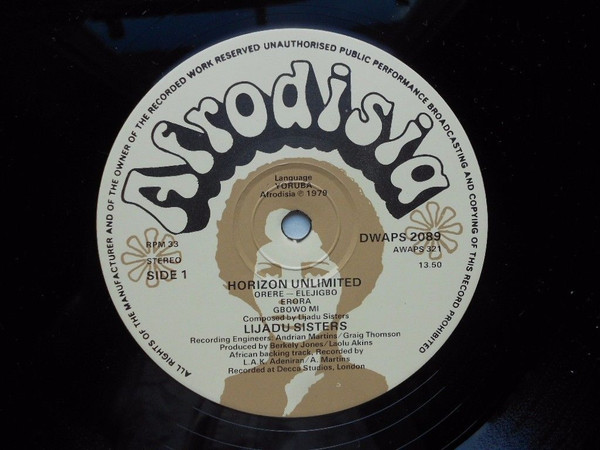 ALL RIGHTS OF THE MANUFACTURER AND OF THE OWNER OF THE RECORDED WORK RESERVED UNAUTHORISED PUBLIC PERFORMANCE BROADCASTING AND COPYING OF THIS RECORD PROHIBITED
Afrodisia
Language
YORUBA
Afrodisia ℗ 1979
RPM 33
STEREO
SIDE 1
DWAPS 2089
AWAPS 321
13.50
HORIZON UNLIMITED
ORERE — ELEJIGBO
ERORA
GBOWO MI
Composed by Lijadu Sisters
LIJADU SISTERS
Recording Engineers: Andrian Martins/Graig Thomson
Produced by Berkely Jones/Laolu Akins
African backing track, Recorded by
L.A.K. Adeniran/A. Martins
Recorded at Decca Studios, London